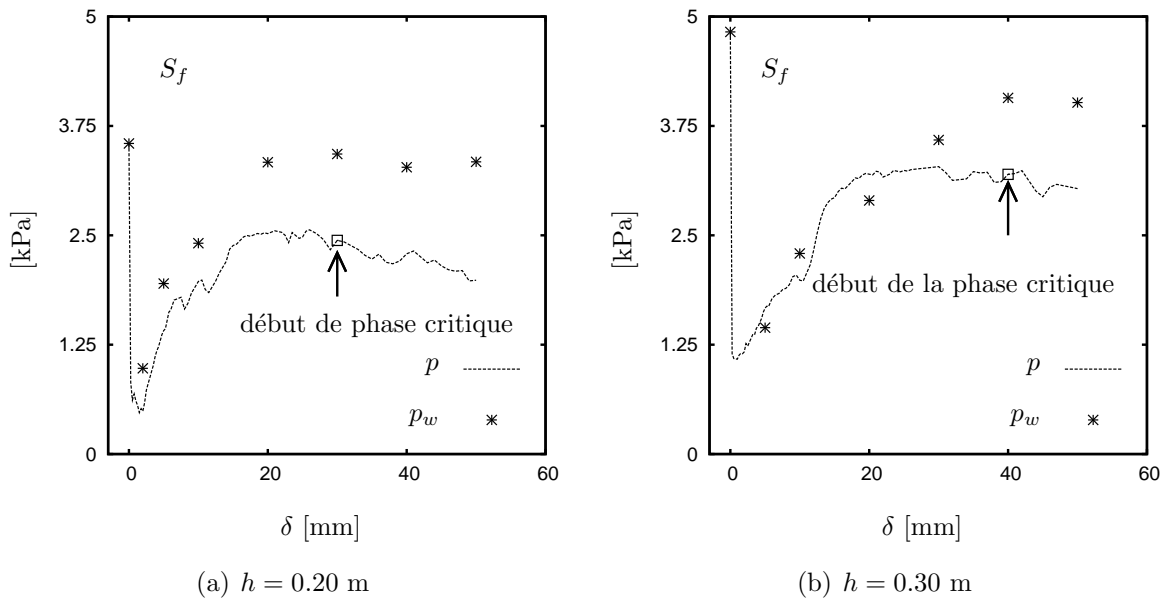 5
3.75
2.5
1.25
0
[kPa]
S_f
début de phase critique
p
p_w
0 20 40 60
δ [mm]
(a) h = 0.20 m
5
3.75
2.5
1.25
0
[kPa]
S_f
début de la phase critique
p
p_w
0 20 40 60
δ [mm]
(b) h = 0.30 m